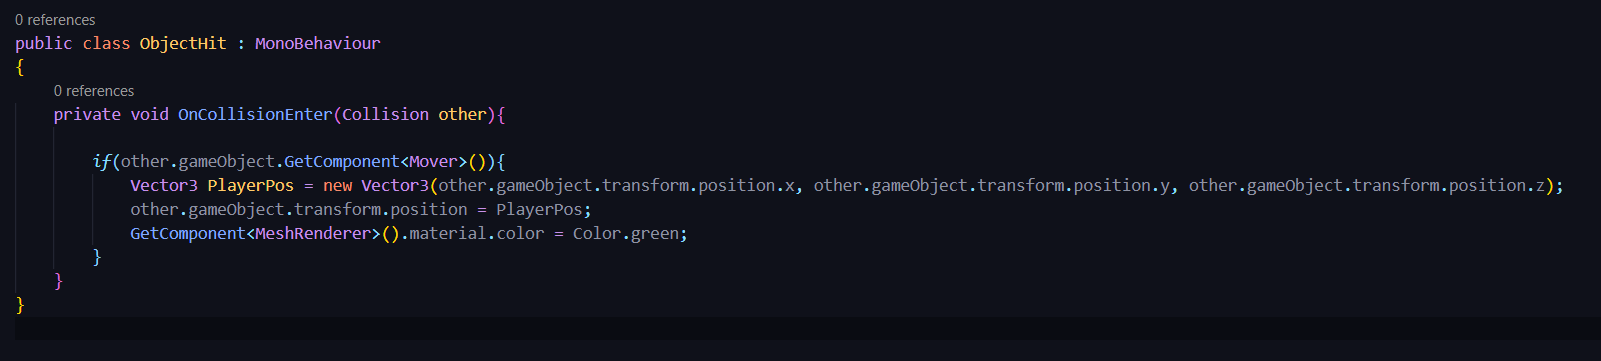 0 references
public class ObjectHit : MonoBehaviour
{
0 references
private void OnCollisionEnter(Collision other){
if(other.gameObject.GetComponent<Mover>()){
Vector3 PlayerPos = new Vector3(other.gameObject.transform.position.x, other.gameObject.transform.position.y, other.gameObject.transform.position.z);
other.gameObject.transform.position = PlayerPos;
GetComponent<MeshRenderer>().material.color = Color.green;
}
}
}